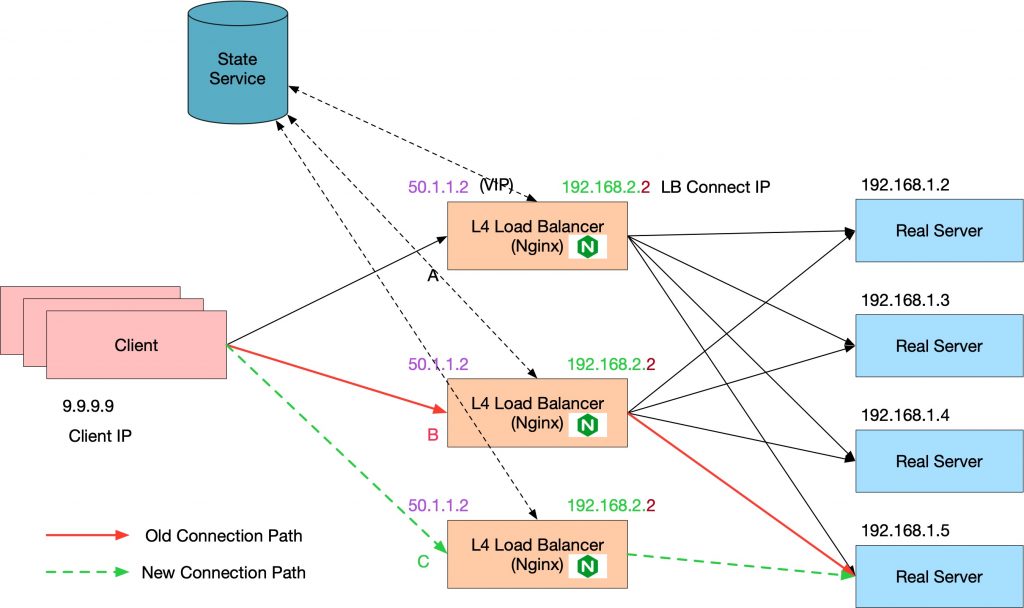 State
Service
50.1.1.2 (VIP) 192.168.2.2 LB Connect IP
192.168.1.2
L4 Load Balancer
(Nginx)
Real Server
A
192.168.1.3
Real Server
Client
50.1.1.2 192.168.2.2
9.9.9.9
Client IP
L4 Load Balancer
(Nginx)
B
192.168.1.4
Real Server
50.1.1.2 192.168.2.2
192.168.1.5
L4 Load Balancer
(Nginx)
C
Real Server
Old Connection Path
New Connection Path